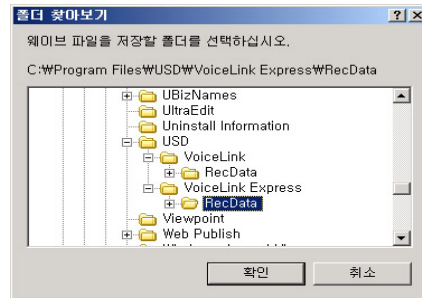 폴더 찾아보기
웨이브 파일을 저장할 폴더를 선택하십시오.
C:₩Program Files₩USD₩VoiceLink Express₩RecData
UBizNames
UltraEdit
Uninstall Information
USD
VoiceLink
RecData
VoiceLink Express
RecData
Viewpoint
Web Publish
확인 취소